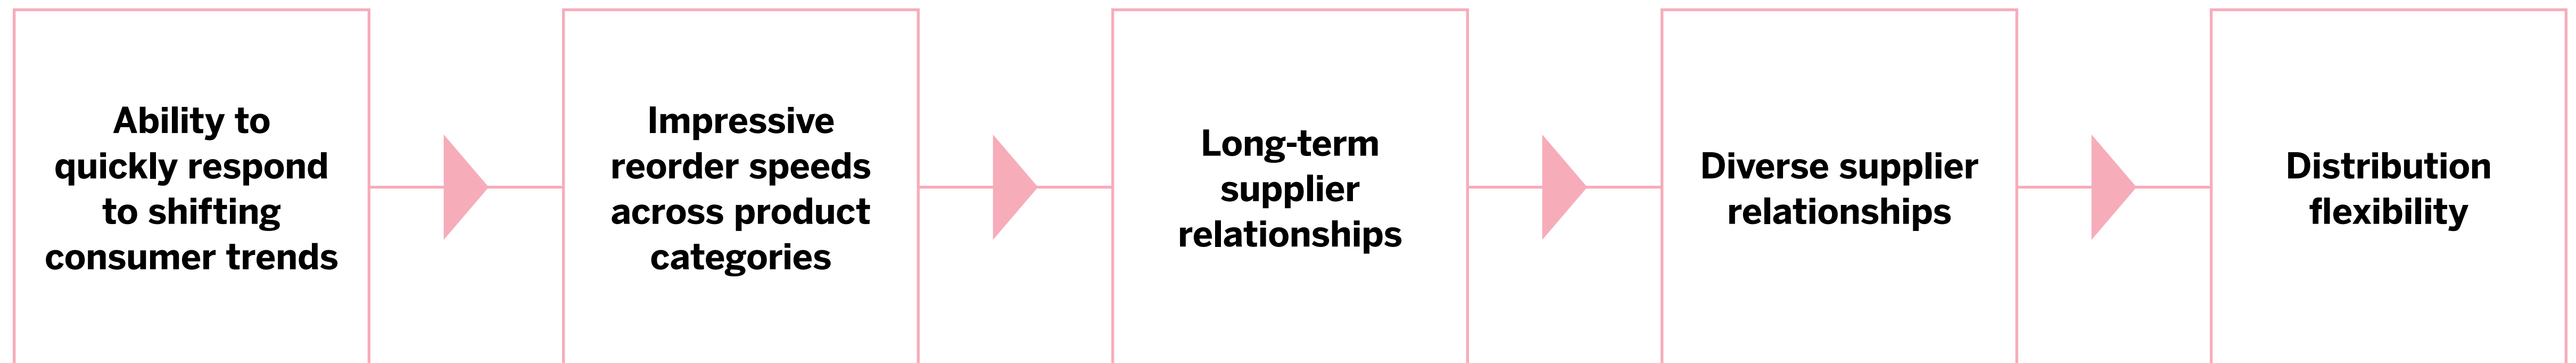 Ability to
quickly respond
to shifting
consumer trends
Impressive
reorder speeds
across product
categories
Long-term
supplier
relationships
Diverse supplier
relationships
Distribution
flexibility